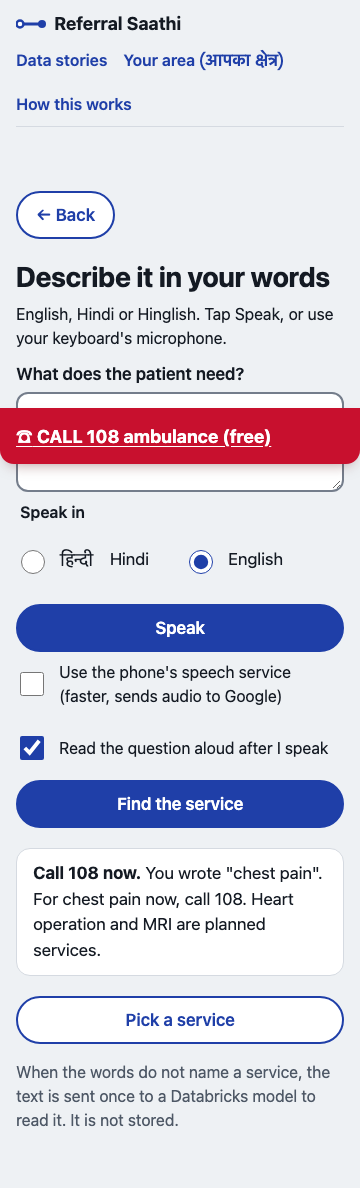 Referral Saathi
Data stories Your area (आपका क्षेत्र)
How this works
← Back
Describe it in your words
English, Hindi or Hinglish. Tap Speak, or use
your keyboard's microphone.
What does the patient need?
☎ CALL 108 ambulance (free)
Speak in
हिन्दी Hindi English
Speak
Use the phone's speech service
(faster, sends audio to Google)
Read the question aloud after I speak
Find the service
Call 108 now. You wrote "chest pain".
For chest pain now, call 108. Heart
operation and MRI are planned
services.
Pick a service
When the words do not name a service, the
text is sent once to a Databricks model to
read it. It is not stored.